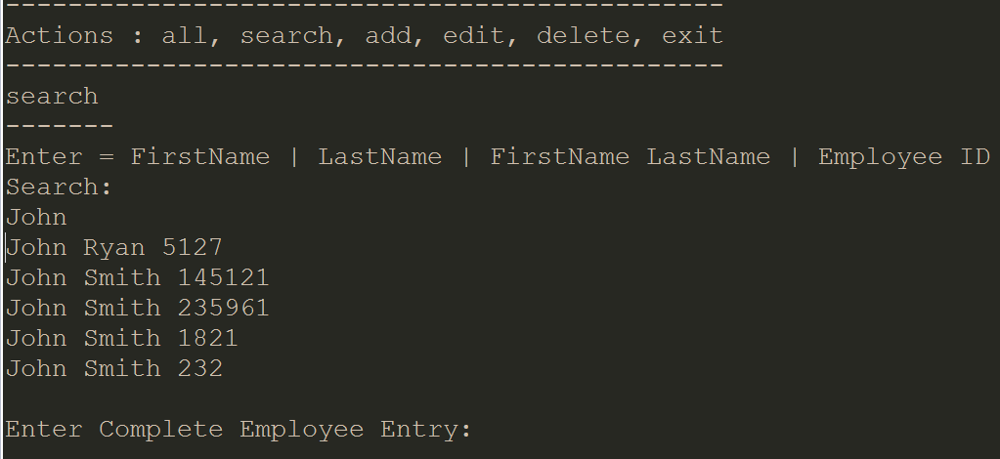 ----------------------------------------------
Actions : all, search, add, edit, delete, exit
----------------------------------------------
search
-------
Enter = FirstName | LastName | FirstName LastName | Employee ID
Search:
John
John Ryan 5127
John Smith 145121
John Smith 235961
John Smith 1821
John Smith 232
Enter Complete Employee Entry: